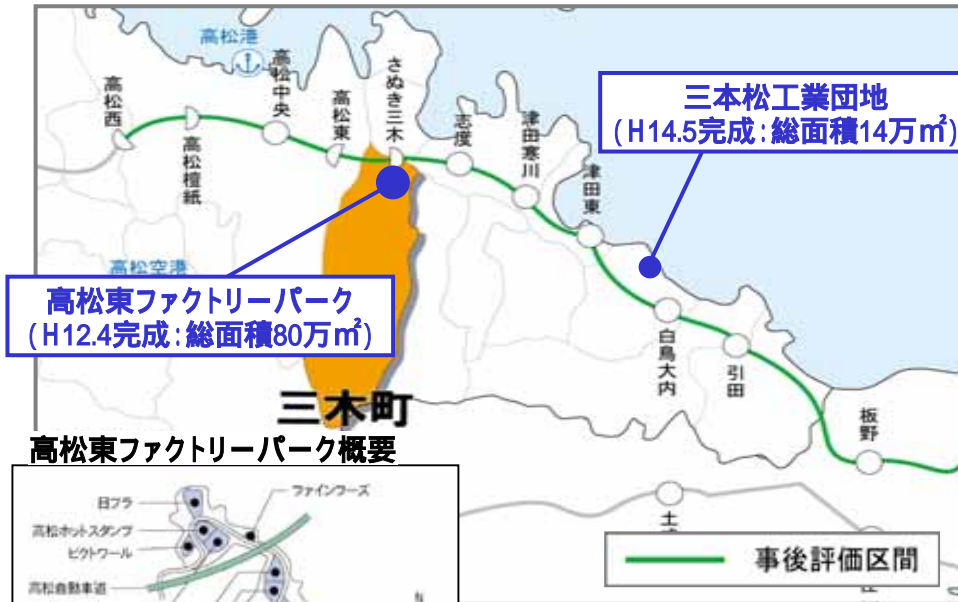 高松港
高松西
高松檀紙
高松中央
高松東
さぬき三木
志度
津田寒川
津田東
三本松工業団地
(H14.5完成:総面積14万㎡)
高松空港
高松東ファクトリーパーク
(H12.4完成:総面積80万㎡)
白鳥大内
引田
板野
三木町
高松東ファクトリーパーク概要
日プラ
ファインフーズ
高松ホットスタンプ
ピクトワール
高松自動車道
N
土
事後評価区間